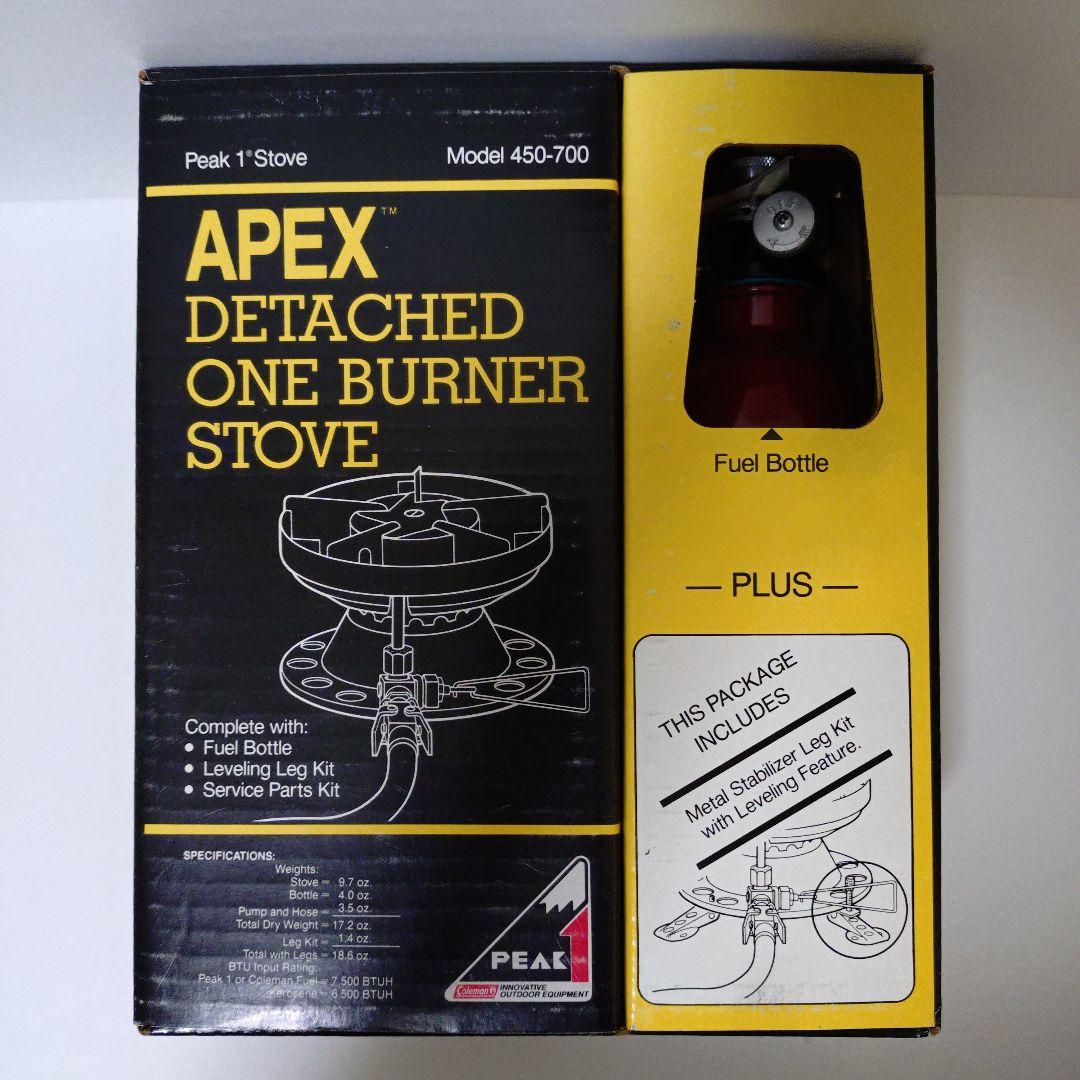 Peak 1® Stove
Model 450-700
APEX™
DETACHED
ONE BURNER
STOVE
Complete with:
• Fuel Bottle
• Leveling Leg Kit
• Service Parts Kit
SPECIFICATIONS:
Weights:
Stove = 9.7 oz.
Bottle = 4.0 oz.
Pump and Hose = 3.5 oz.
Total Dry Weight = 17.2 oz.
Leg Kit = 1.4 oz.
Total with Legs = 18.6 oz.
BTU Input Rating:
Peak 1 or Coleman Fuel = 7,500 BTUH
Kerosene = 6,500 BTUH
PEAK 1
Coleman
INNOVATIVE
OUTDOOR EQUIPMENT
OFF
Fuel Bottle
— PLUS —
THIS PACKAGE
INCLUDES
Metal Stabilizer Leg Kit
with Leveling Feature.